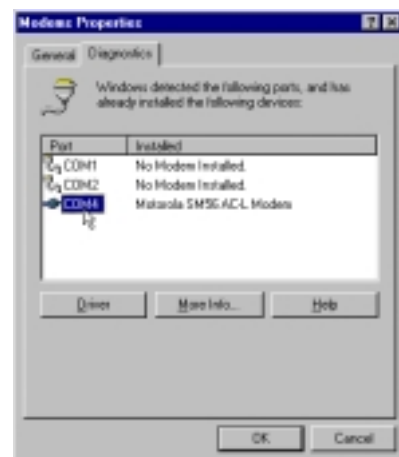 Modems Properties
General Diagnostics
Windows detected the following ports, and has
already installed the following devices:
Port Installed
COM1 No Modem Installed.
COM2 No Modem Installed.
COM4 Motorola SM56 AC-L Modem
Driver More Info... Help
OK Cancel